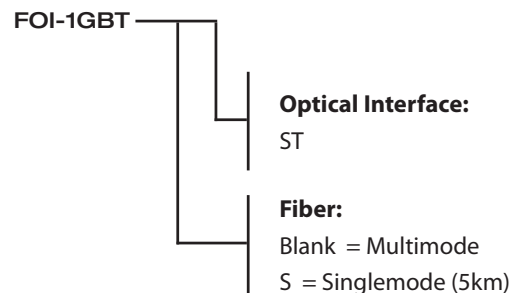 FOI-1GBT
Optical Interface:
ST
Fiber:
Blank = Multimode
S = Singlemode (5km)